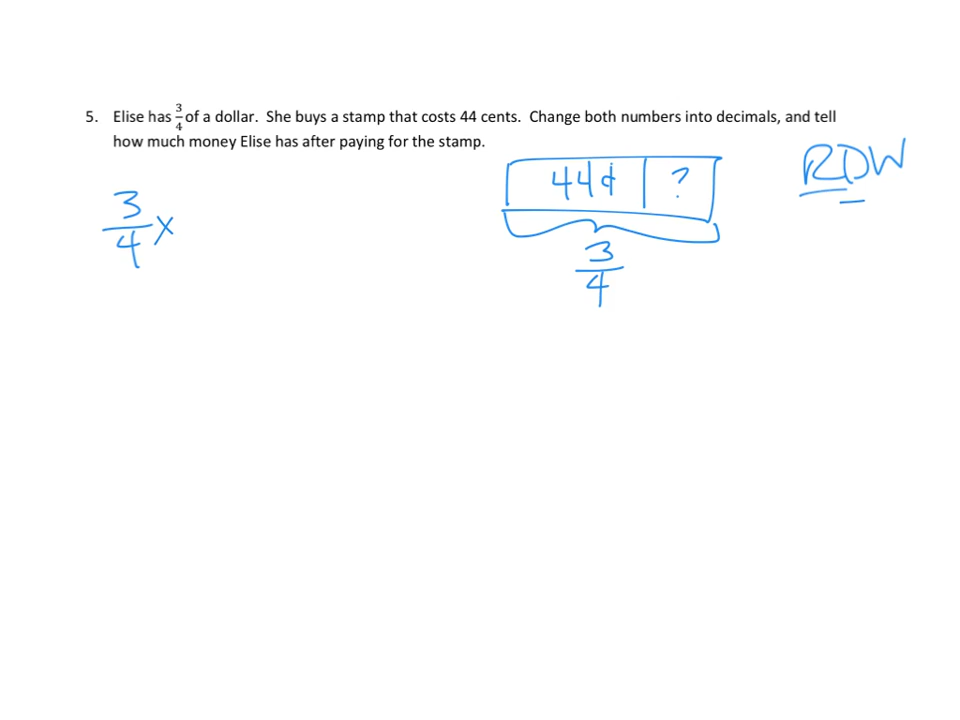 5. Elise has 3/4 of a dollar. She buys a stamp that costs 44 cents. Change both numbers into decimals, and tell
how much money Elise has after paying for the stamp.
RDW
44¢ ?
3/4 x
3/4